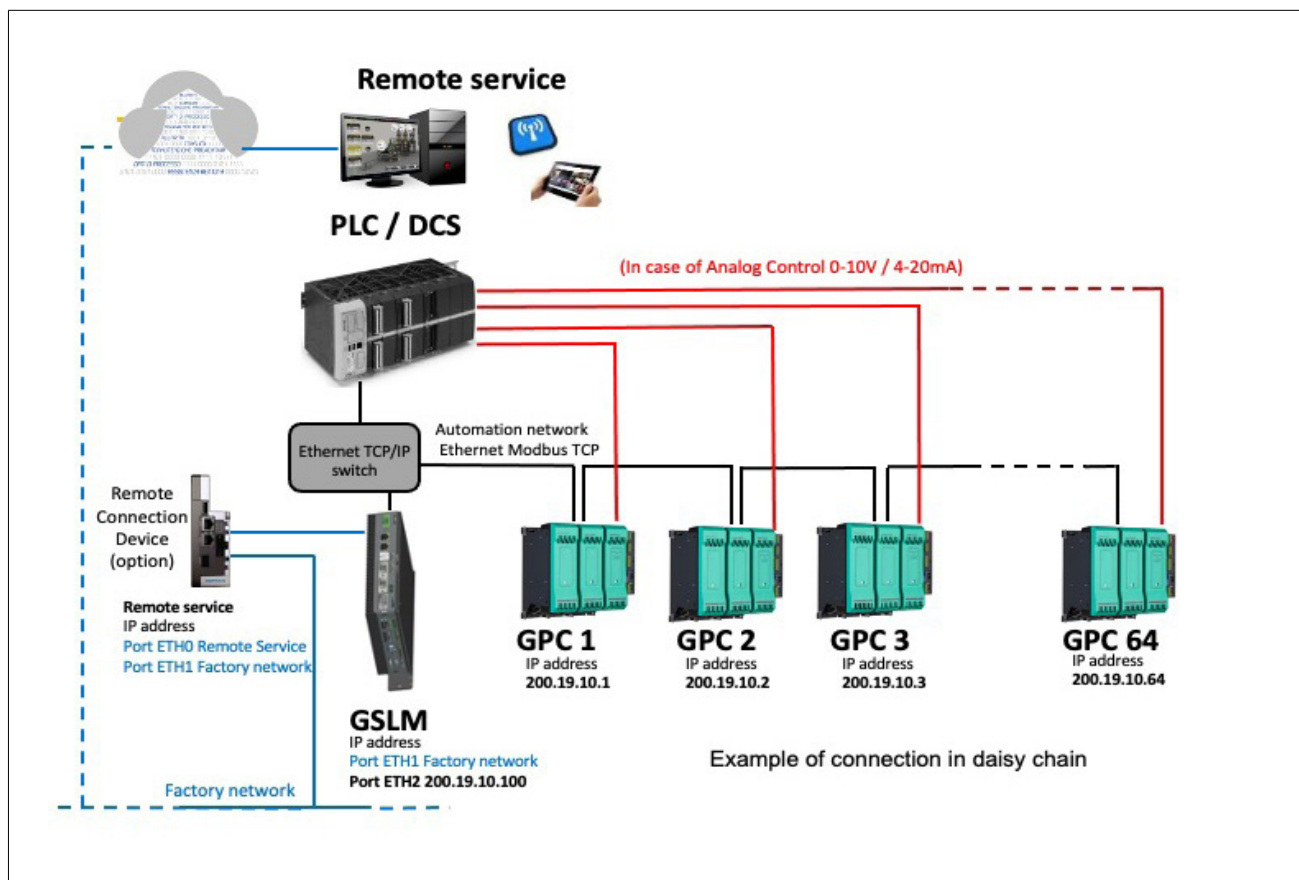 Remote service
PLC / DCS
(In case of Analog Control 0-10V / 4-20mA)
Automation network
Ethernet Modbus TCP
Ethernet TCP/IP
switch
Remote
Connection
Device
(option)
Remote service
IP address
Port ETH0 Remote Service
Port ETH1 Factory network
GSLM
IP address
Port ETH1 Factory network
Port ETH2 200.19.10.100
GPC 1
IP address
200.19.10.1
GPC 2
IP address
200.19.10.2
GPC 3
IP address
200.19.10.3
GPC 64
IP address
200.19.10.64
Example of connection in daisy chain
Factory network